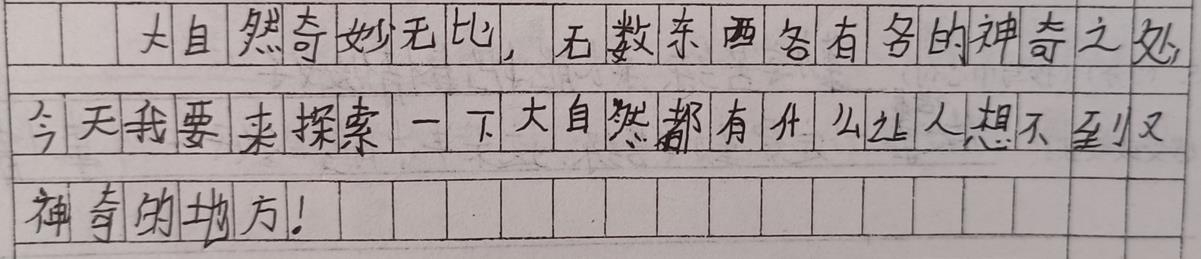 大自然奇妙无比，无数东西各有各的神奇之处，
今天我要来探索一下大自然都有什么让人想不到又
神奇的地方！